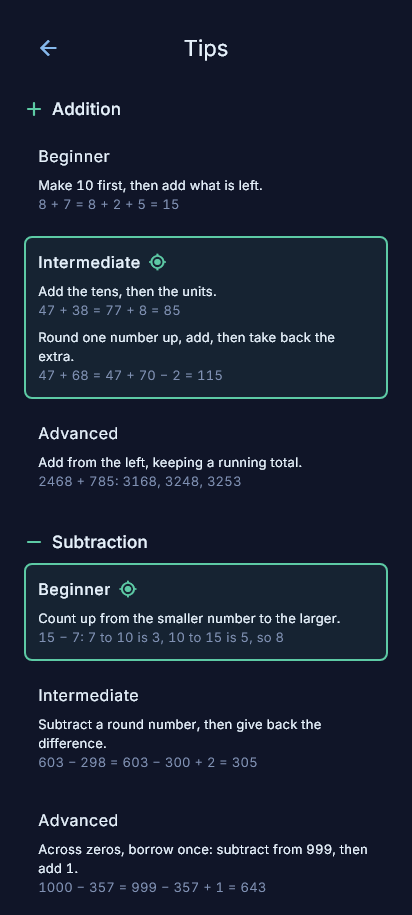 Tips
Addition
Beginner
Make 10 first, then add what is left.
8 + 7 = 8 + 2 + 5 = 15
Intermediate
Add the tens, then the units.
47 + 38 = 77 + 8 = 85
Round one number up, add, then take back the
extra.
47 + 68 = 47 + 70 − 2 = 115
Advanced
Add from the left, keeping a running total.
2468 + 785: 3168, 3248, 3253
Subtraction
Beginner
Count up from the smaller number to the larger.
15 − 7: 7 to 10 is 3, 10 to 15 is 5, so 8
Intermediate
Subtract a round number, then give back the
difference.
603 − 298 = 603 − 300 + 2 = 305
Advanced
Across zeros, borrow once: subtract from 999, then
add 1.
1000 − 357 = 999 − 357 + 1 = 643